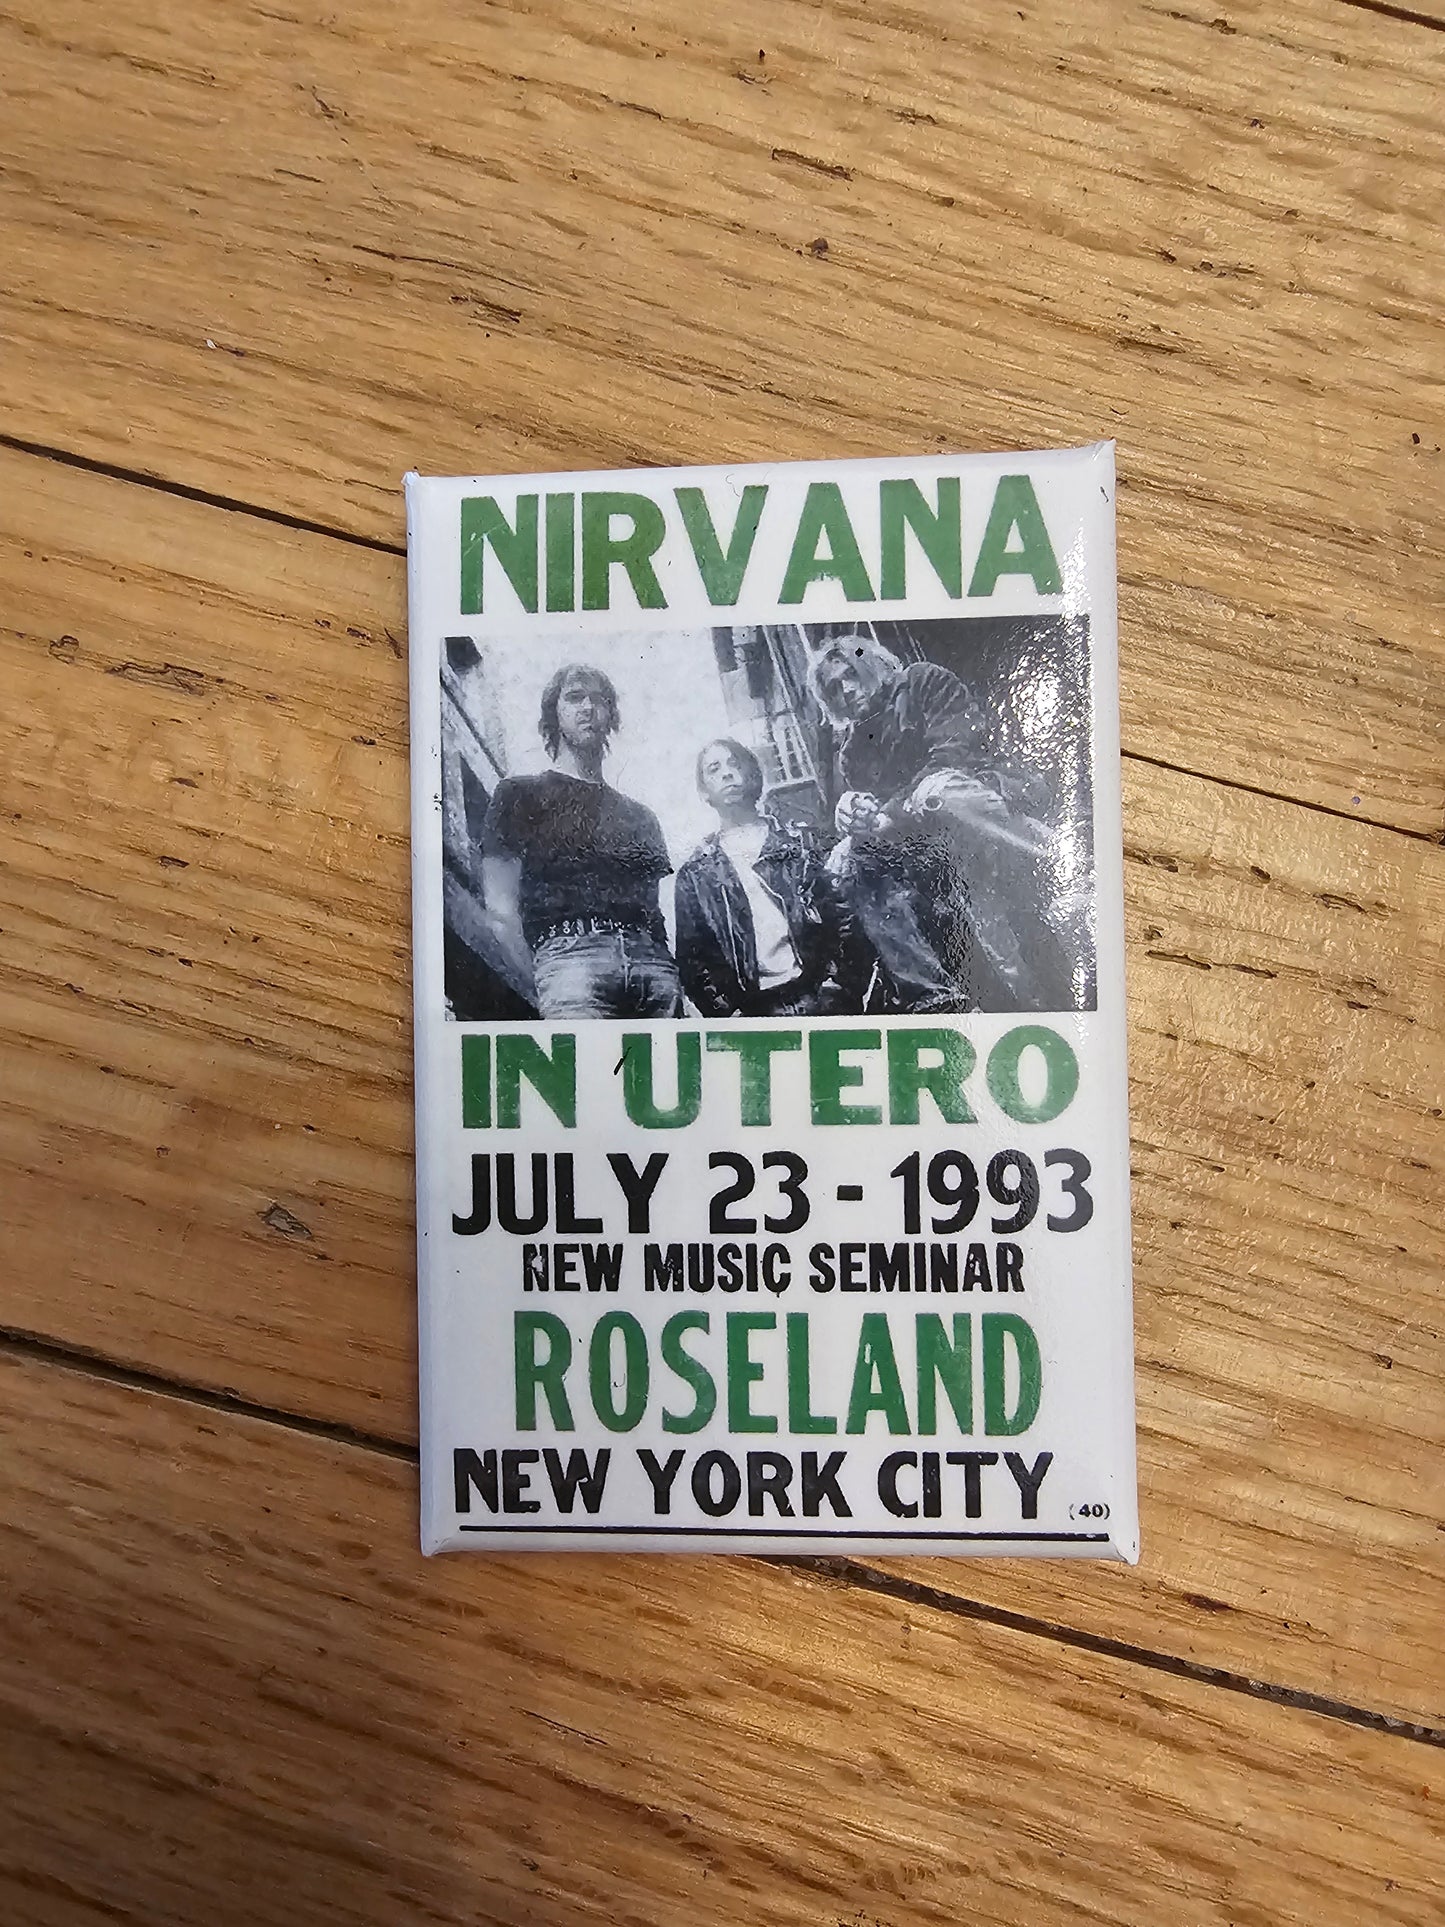 NIRVANA
IN UTERO
JULY 23 - 1993
NEW MUSIC SEMINAR
ROSELAND
NEW YORK CITY (40)